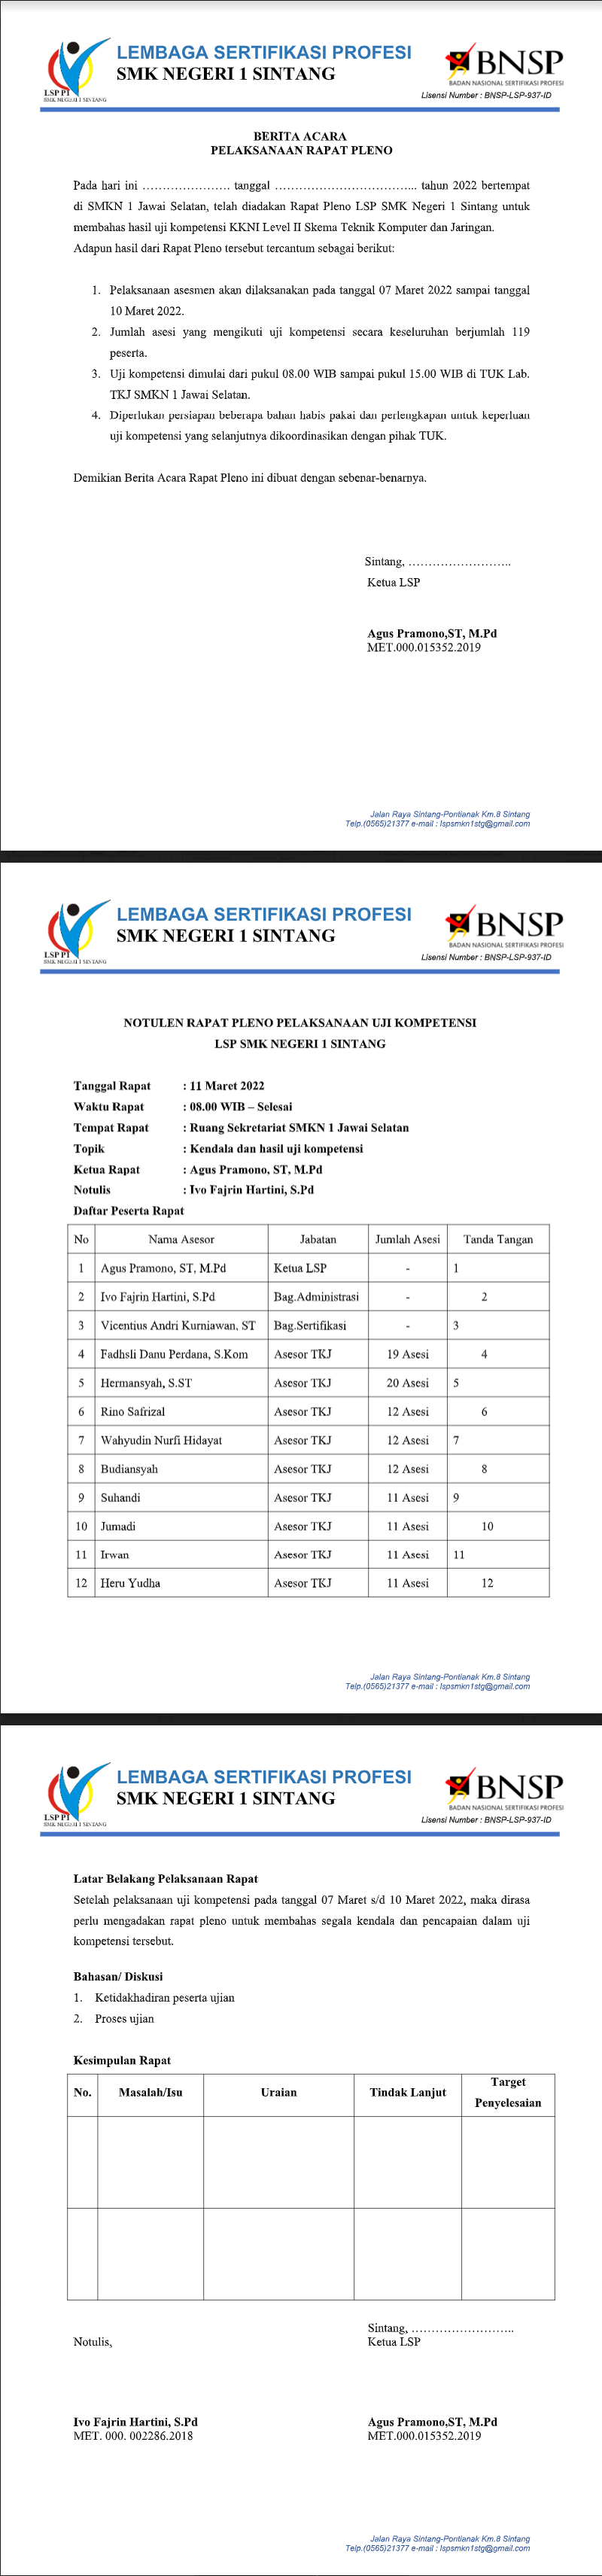 LEMBAGA SERTIFIKASI PROFESI
SMK NEGERI 1 SINTANG
LSP P1
SMK NEGERI 1 SINTANG
BNSP
BADAN NASIONAL SERTIFIKASI PROFESI
Lisensi Number : BNSP-LSP-937-ID
BERITA ACARA
PELAKSANAAN RAPAT PLENO
Pada hari ini …………………. tanggal ……………………………... tahun 2022 bertempat
di SMKN 1 Jawai Selatan, telah diadakan Rapat Pleno LSP SMK Negeri 1 Sintang untuk
membahas hasil uji kompetensi KKNI Level II Skema Teknik Komputer dan Jaringan.
Adapun hasil dari Rapat Pleno tersebut tercantum sebagai berikut:
1. Pelaksanaan asesmen akan dilaksanakan pada tanggal 07 Maret 2022 sampai tanggal
10 Maret 2022.
2. Jumlah asesi yang mengikuti uji kompetensi secara keseluruhan berjumlah 119
peserta.
3. Uji kompetensi dimulai dari pukul 08.00 WIB sampai pukul 15.00 WIB di TUK Lab.
TKJ SMKN 1 Jawai Selatan.
4. Diperlukan persiapan beberapa bahan habis pakai dan perlengkapan untuk keperluan
uji kompetensi yang selanjutnya dikoordinasikan dengan pihak TUK.
Demikian Berita Acara Rapat Pleno ini dibuat dengan sebenar-benarnya.
Sintang, ……………………..
Ketua LSP
Agus Pramono,ST, M.Pd
MET.000.015352.2019
Jalan Raya Sintang-Pontianak Km.8 Sintang
Telp.(0565)21377 e-mail : lspsmkn1stg@gmail.com
LEMBAGA SERTIFIKASI PROFESI
SMK NEGERI 1 SINTANG
LSP P1
SMK NEGERI 1 SINTANG
BNSP
BADAN NASIONAL SERTIFIKASI PROFESI
Lisensi Number : BNSP-LSP-937-ID
NOTULEN RAPAT PLENO PELAKSANAAN UJI KOMPETENSI
LSP SMK NEGERI 1 SINTANG
Tanggal Rapat : 11 Maret 2022
Waktu Rapat : 08.00 WIB – Selesai
Tempat Rapat : Ruang Sekretariat SMKN 1 Jawai Selatan
Topik : Kendala dan hasil uji kompetensi
Ketua Rapat : Agus Pramono, ST, M.Pd
Notulis : Ivo Fajrin Hartini, S.Pd
Daftar Peserta Rapat
No Nama Asesor Jabatan Jumlah Asesi Tanda Tangan
1 Agus Pramono, ST, M.Pd Ketua LSP - 1
2 Ivo Fajrin Hartini, S.Pd Bag.Administrasi - 2
3 Vicentius Andri Kurniawan, ST Bag.Sertifikasi - 3
4 Fadhsli Danu Perdana, S.Kom Asesor TKJ 19 Asesi 4
5 Hermansyah, S.ST Asesor TKJ 20 Asesi 5
6 Rino Safrizal Asesor TKJ 12 Asesi 6
7 Wahyudin Nurfi Hidayat Asesor TKJ 12 Asesi 7
8 Budiansyah Asesor TKJ 12 Asesi 8
9 Suhandi Asesor TKJ 11 Asesi 9
10 Jumadi Asesor TKJ 11 Asesi 10
11 Irwan Asesor TKJ 11 Asesi 11
12 Heru Yudha Asesor TKJ 11 Asesi 12
Jalan Raya Sintang-Pontianak Km.8 Sintang
Telp.(0565)21377 e-mail : lspsmkn1stg@gmail.com
LEMBAGA SERTIFIKASI PROFESI
SMK NEGERI 1 SINTANG
LSP P1
SMK NEGERI 1 SINTANG
BNSP
BADAN NASIONAL SERTIFIKASI PROFESI
Lisensi Number : BNSP-LSP-937-ID
Latar Belakang Pelaksanaan Rapat
Setelah pelaksanaan uji kompetensi pada tanggal 07 Maret s/d 10 Maret 2022, maka dirasa
perlu mengadakan rapat pleno untuk membahas segala kendala dan pencapaian dalam uji
kompetensi tersebut.
Bahasan/ Diskusi
1. Ketidakhadiran peserta ujian
2. Proses ujian
Kesimpulan Rapat
No. Masalah/Isu Uraian Tindak Lanjut Target Penyelesaian
Sintang, ……………………..
Notulis, Ketua LSP
Ivo Fajrin Hartini, S.Pd Agus Pramono,ST, M.Pd
MET. 000. 002286.2018 MET.000.015352.2019
Jalan Raya Sintang-Pontianak Km.8 Sintang
Telp.(0565)21377 e-mail : lspsmkn1stg@gmail.com